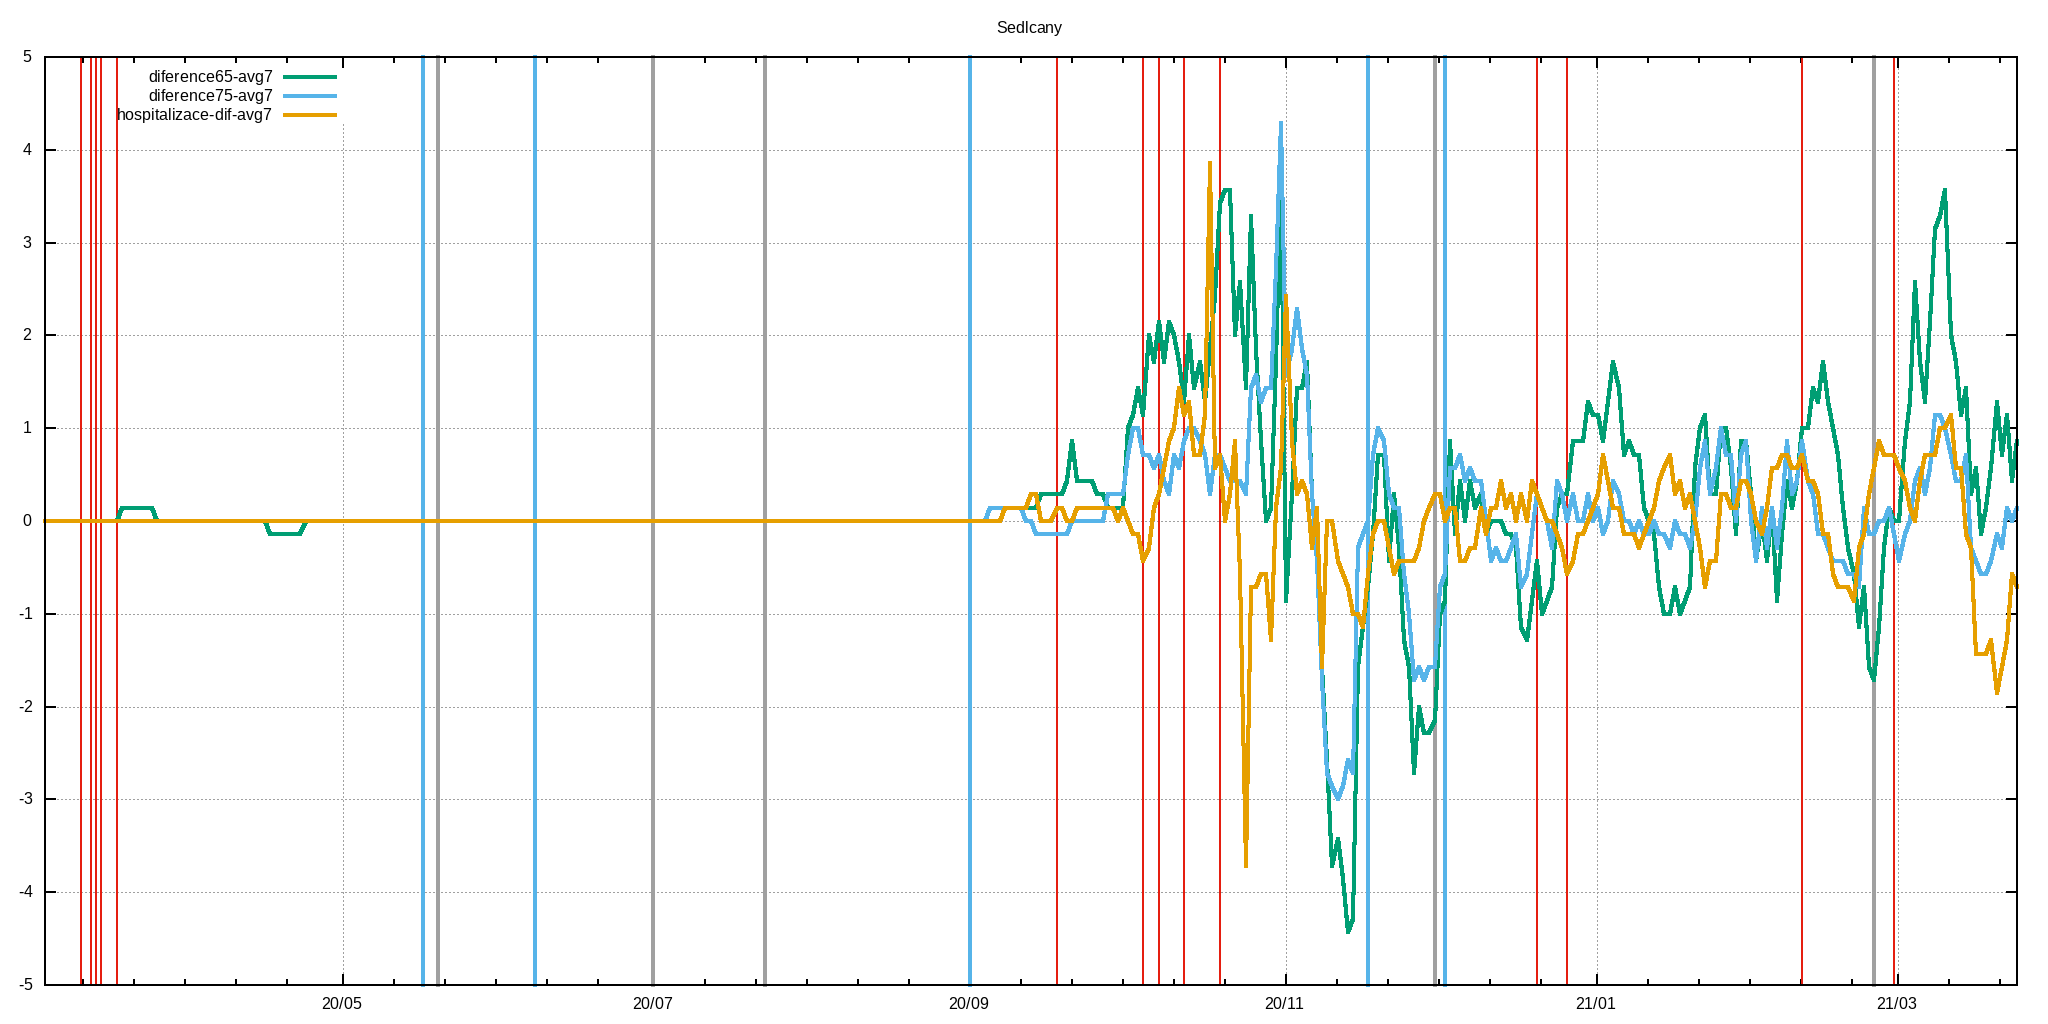 Sedlcany
diference65-avg7
diference75-avg7
hospitalizace-dif-avg7
5
4
3
2
1
0
-1
-2
-3
-4
-5
20/05 20/07 20/09 20/11 21/01 21/03